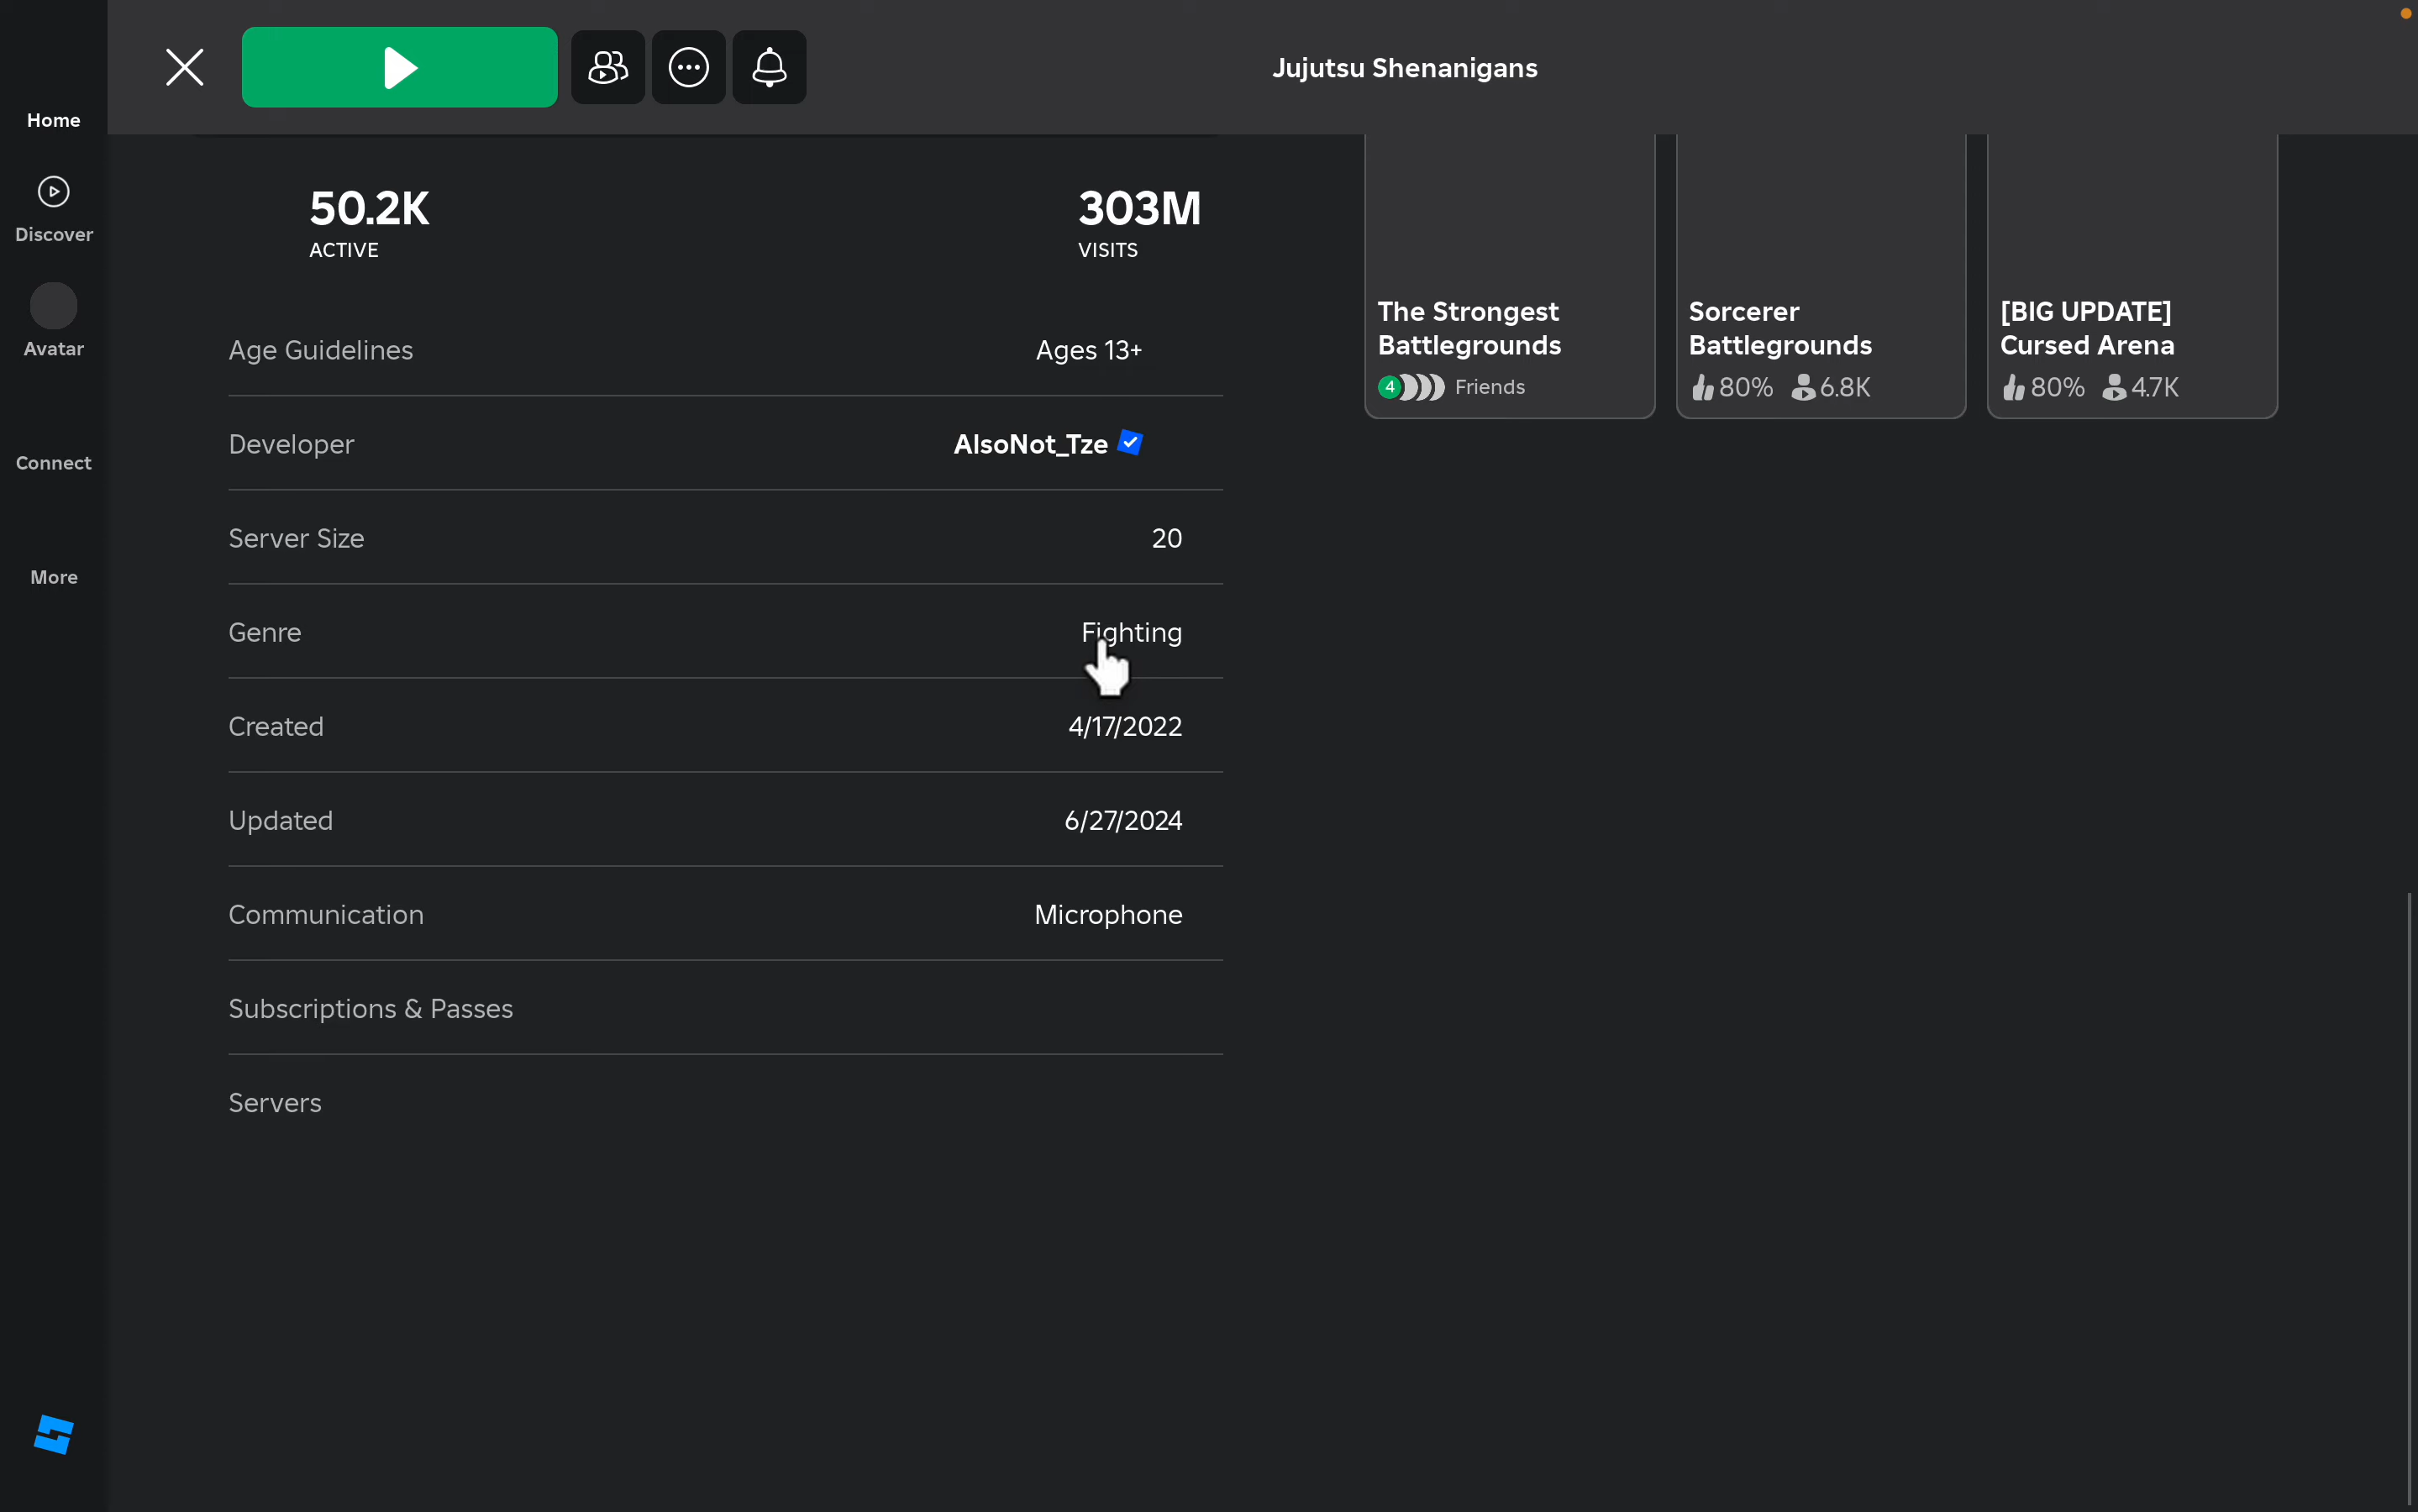 Jujutsu Shenanigans
Home
Discover
Avatar
Connect
More
50.2K
ACTIVE
303M
VISITS
Age Guidelines
Ages 13+
Developer
AlsoNot_Tze
Server Size
20
Genre
Fighting
Created
4/17/2022
Updated
6/27/2024
Communication
Microphone
Subscriptions & Passes
Servers
The Strongest
Battlegrounds
4 Friends
Sorcerer
Battlegrounds
80% 6.8K
[BIG UPDATE]
Cursed Arena
80% 4.7K